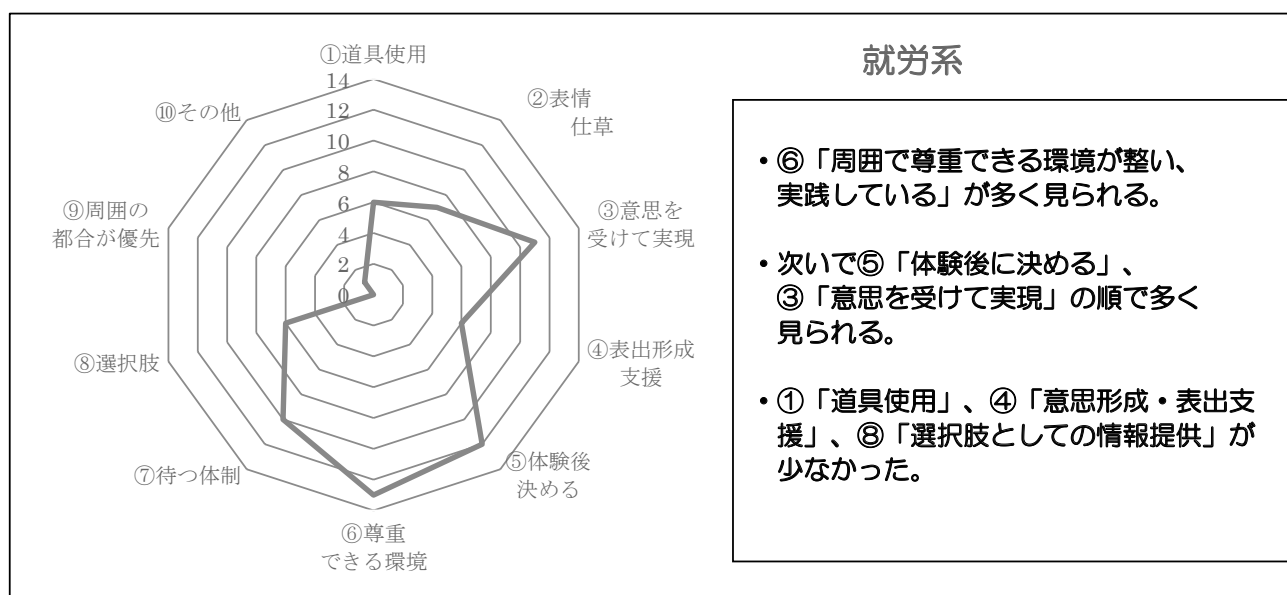 就労系
①道具使用
②表情
仕草
③意思を
受けて実現
④表出形成
支援
⑤体験後
決める
⑥尊重
できる環境
⑦待つ体制
⑧選択肢
⑨周囲の
都合が優先
⑩その他
14
12
10
8
6
4
2
0
・⑥「周囲で尊重できる環境が整い、
実践している」が多く見られる。
・次いで⑤「体験後に決める」、
③「意思を受けて実現」の順で多く
見られる。
・①「道具使用」、④「意思形成・表出支
援」、⑧「選択肢としての情報提供」が
少なかった。